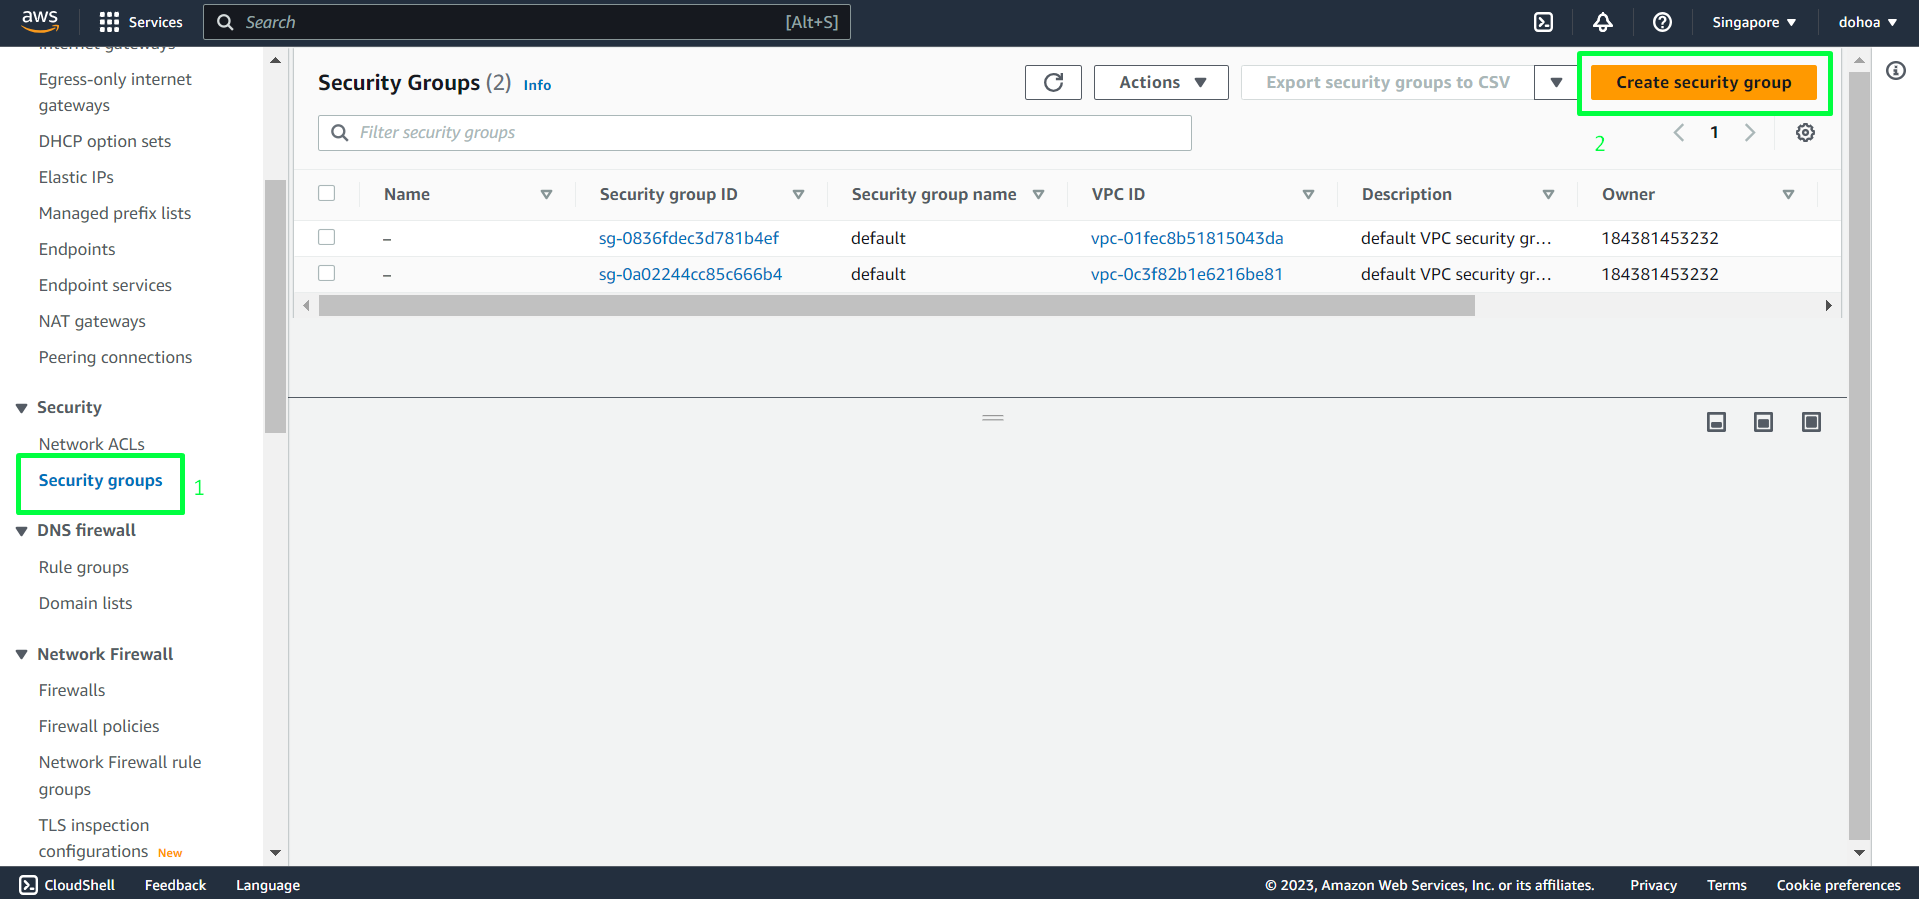 aws
Services
Search
[Alt+S]
Singapore
dohoa
Internet gateways
Egress-only internet
gateways
DHCP option sets
Elastic IPs
Managed prefix lists
Endpoints
Endpoint services
NAT gateways
Peering connections
Security
Network ACLs
Security groups
1
DNS firewall
Rule groups
Domain lists
Network Firewall
Firewalls
Firewall policies
Network Firewall rule
groups
TLS inspection
configurations New
Security Groups (2) Info
Actions
Export security groups to CSV
Create security group
Filter security groups
2
1
Name Security group ID Security group name VPC ID Description Owner
– sg-0836fdec3d781b4ef default vpc-01fec8b51815043da default VPC security gr... 184381453232
– sg-0a02244cc85c666b4 default vpc-0c3f82b1e6216be81 default VPC security gr... 184381453232
CloudShell Feedback Language
© 2023, Amazon Web Services, Inc. or its affiliates. Privacy Terms Cookie preferences